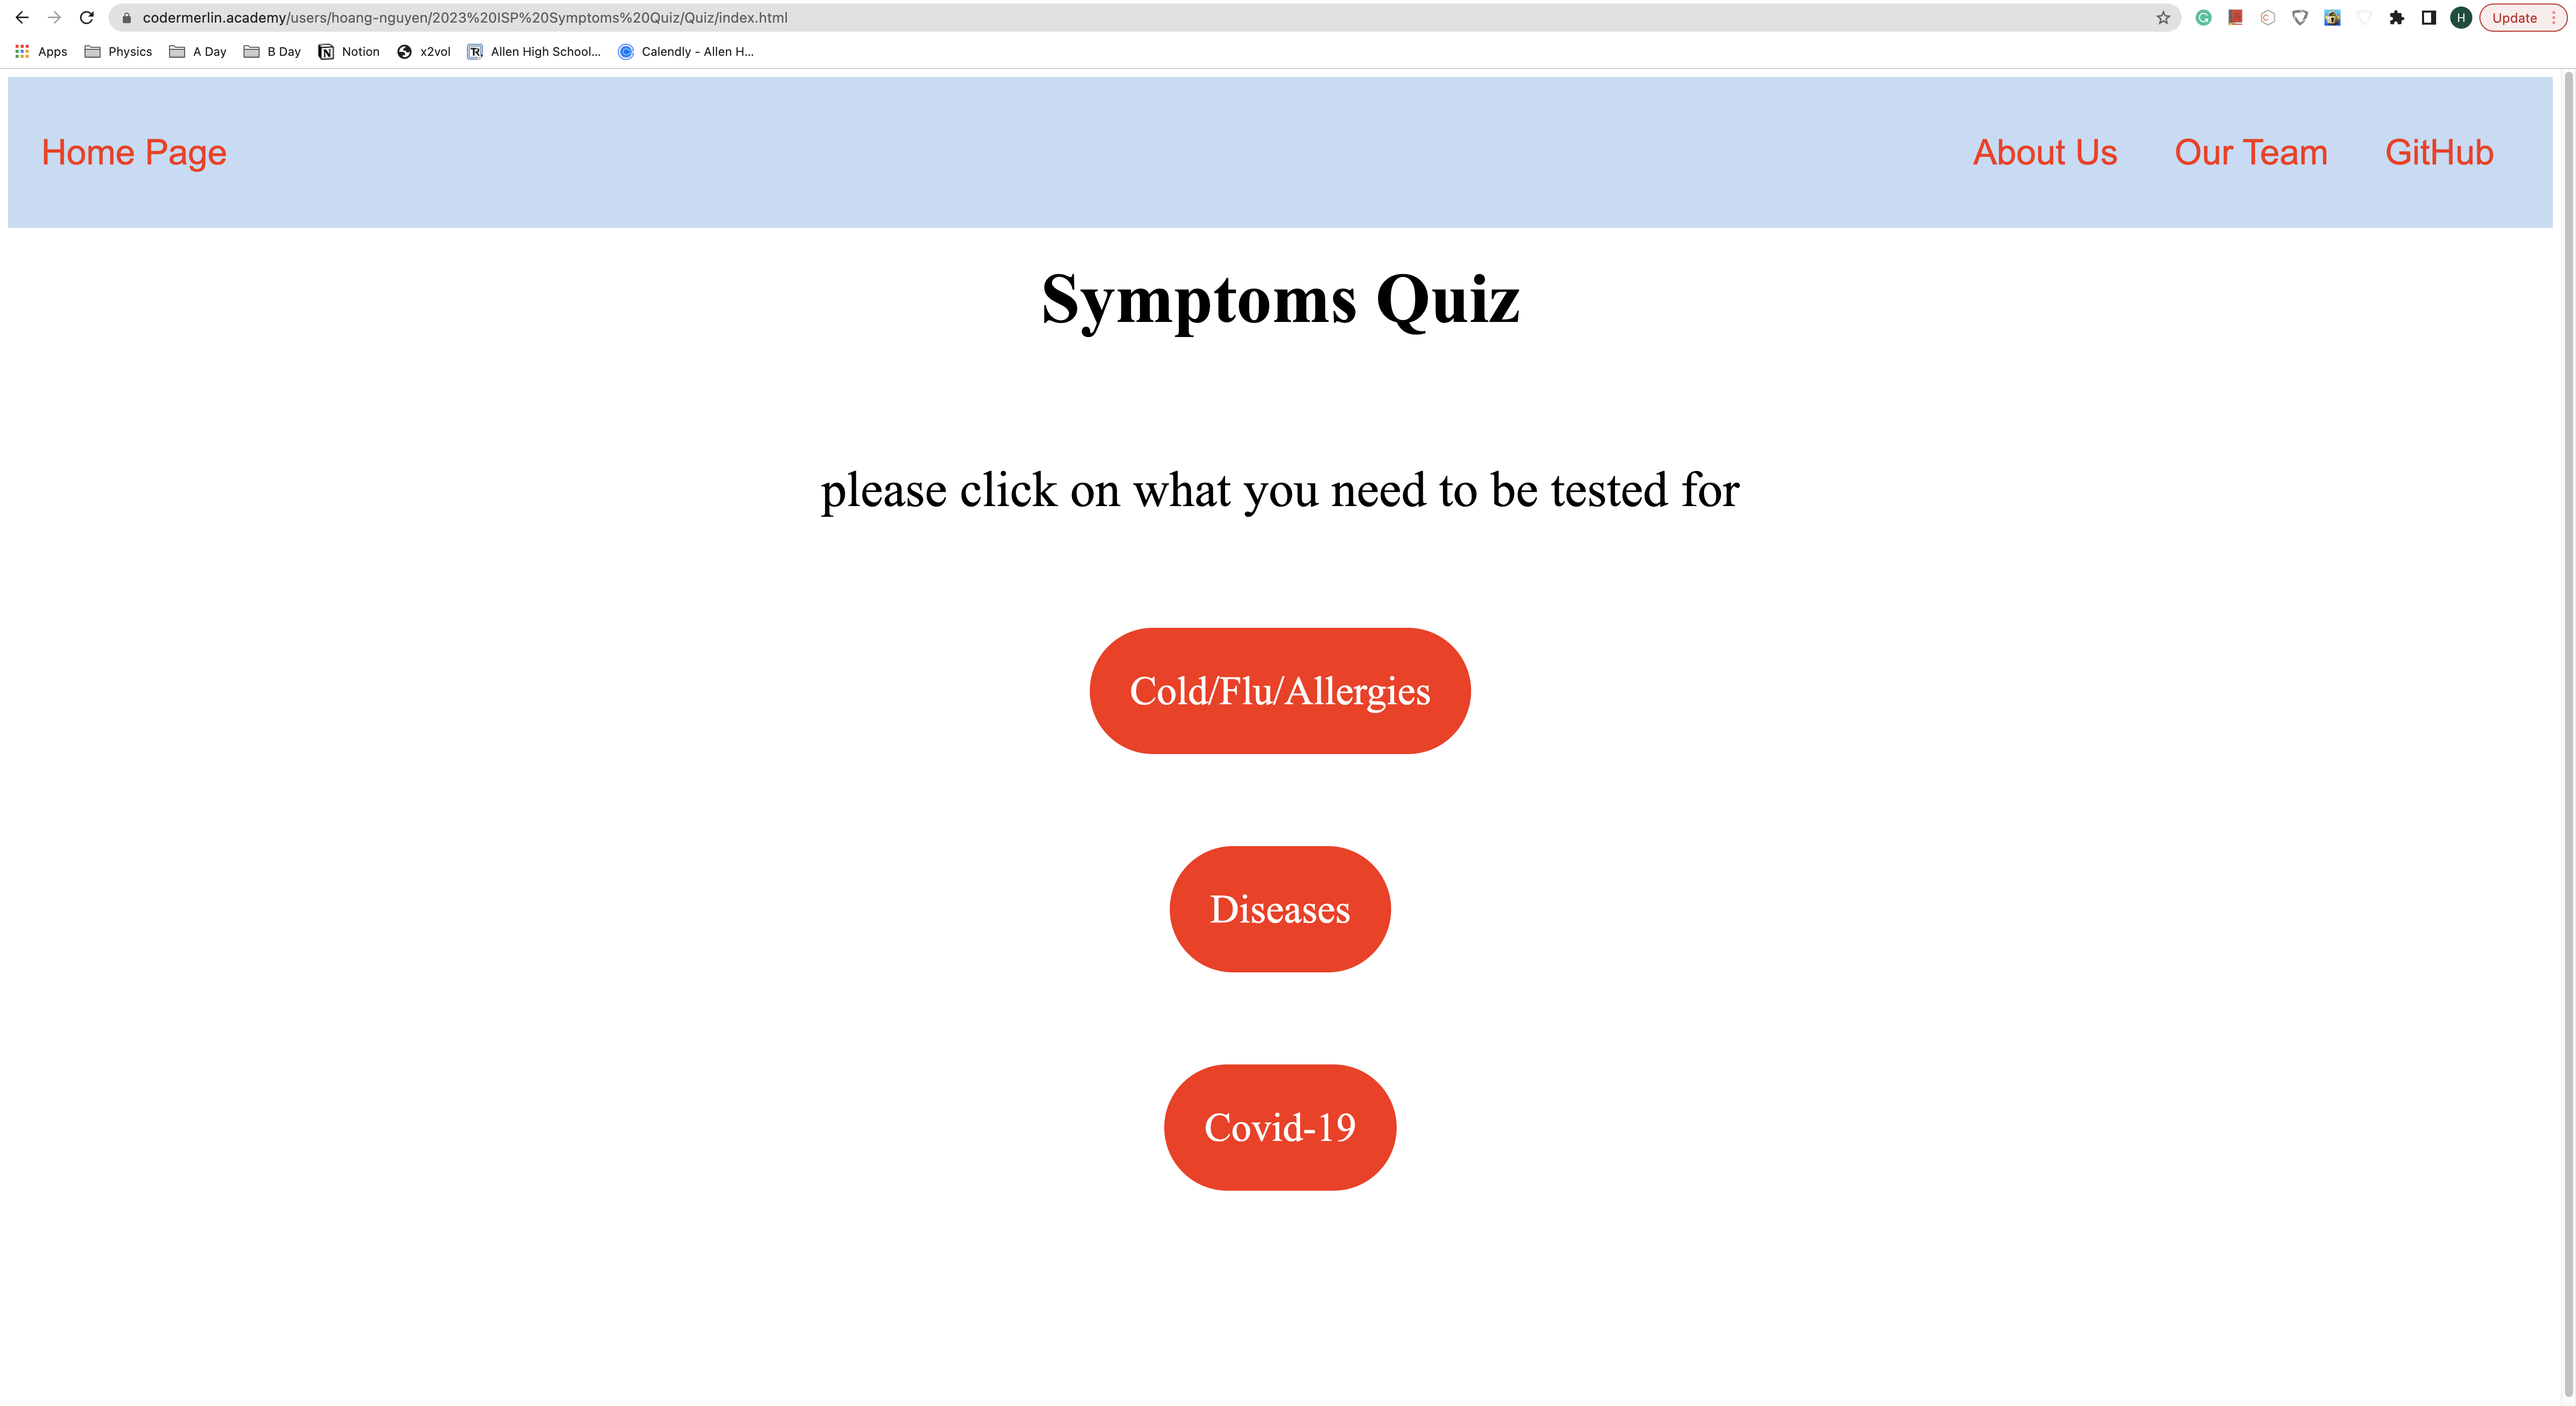 codermerlin.academy/users/hoang-nguyen/2023%20ISP%20Symptoms%20Quiz/Quiz/index.html
H Update
Apps Physics A Day B Day Notion x2vol Allen High School... Calendly - Allen H...
Home Page About Us Our Team GitHub
Symptoms Quiz
please click on what you need to be tested for
Cold/Flu/Allergies
Diseases
Covid-19